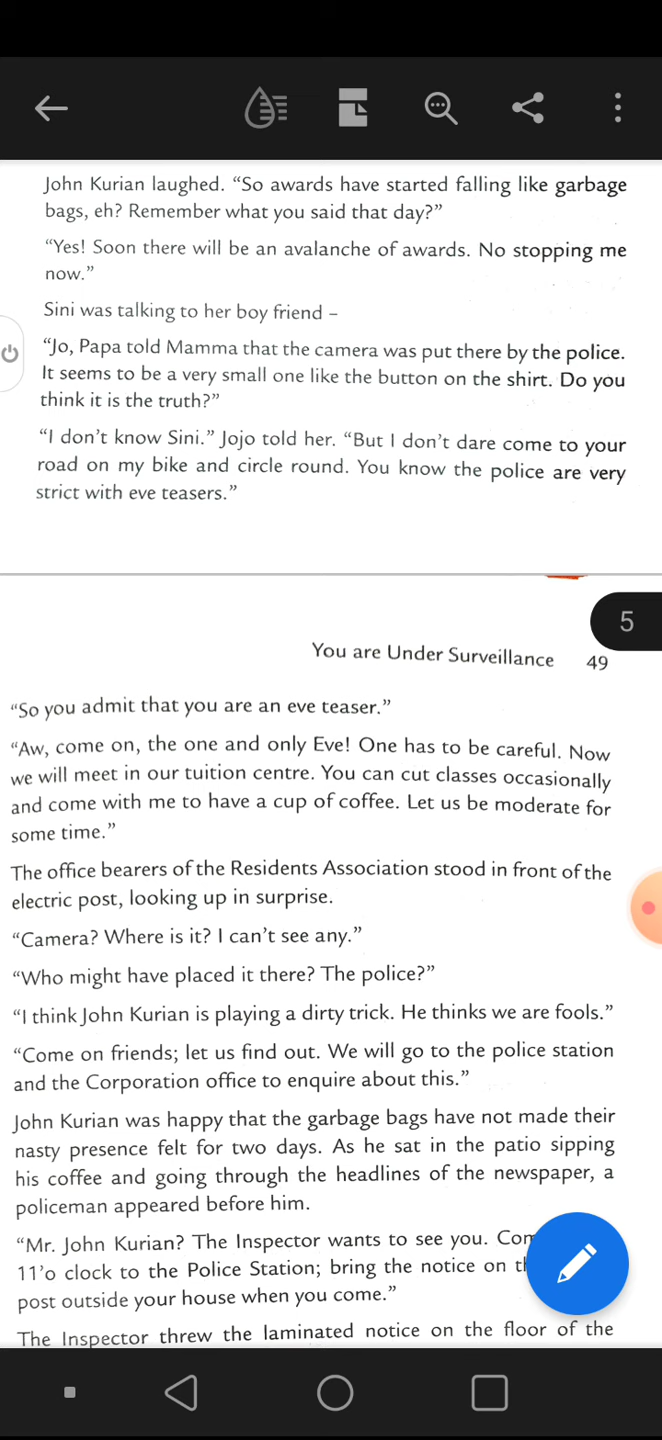 John Kurian laughed. “So awards have started falling like garbage
bags, eh? Remember what you said that day?”
“Yes! Soon there will be an avalanche of awards. No stopping me
now.”
Sini was talking to her boy friend –
“Jo, Papa told Mamma that the camera was put there by the police.
It seems to be a very small one like the button on the shirt. Do you
think it is the truth?”
“I don’t know Sini.” Jojo told her. “But I don’t dare come to your
road on my bike and circle round. You know the police are very
strict with eve teasers.”
5
You are Under Surveillance 49
“So you admit that you are an eve teaser.”
“Aw, come on, the one and only Eve! One has to be careful. Now
we will meet in our tuition centre. You can cut classes occasionally
and come with me to have a cup of coffee. Let us be moderate for
some time.”
The office bearers of the Residents Association stood in front of the
electric post, looking up in surprise.
“Camera? Where is it? I can’t see any.”
“Who might have placed it there? The police?”
“I think John Kurian is playing a dirty trick. He thinks we are fools.”
“Come on friends; let us find out. We will go to the police station
and the Corporation office to enquire about this.”
John Kurian was happy that the garbage bags have not made their
nasty presence felt for two days. As he sat in the patio sipping
his coffee and going through the headlines of the newspaper, a
policeman appeared before him.
“Mr. John Kurian? The Inspector wants to see you.
11’o clock to the Police Station; bring the notice on
post outside your house when you come.”
The Inspector threw the laminated notice on the floor of the